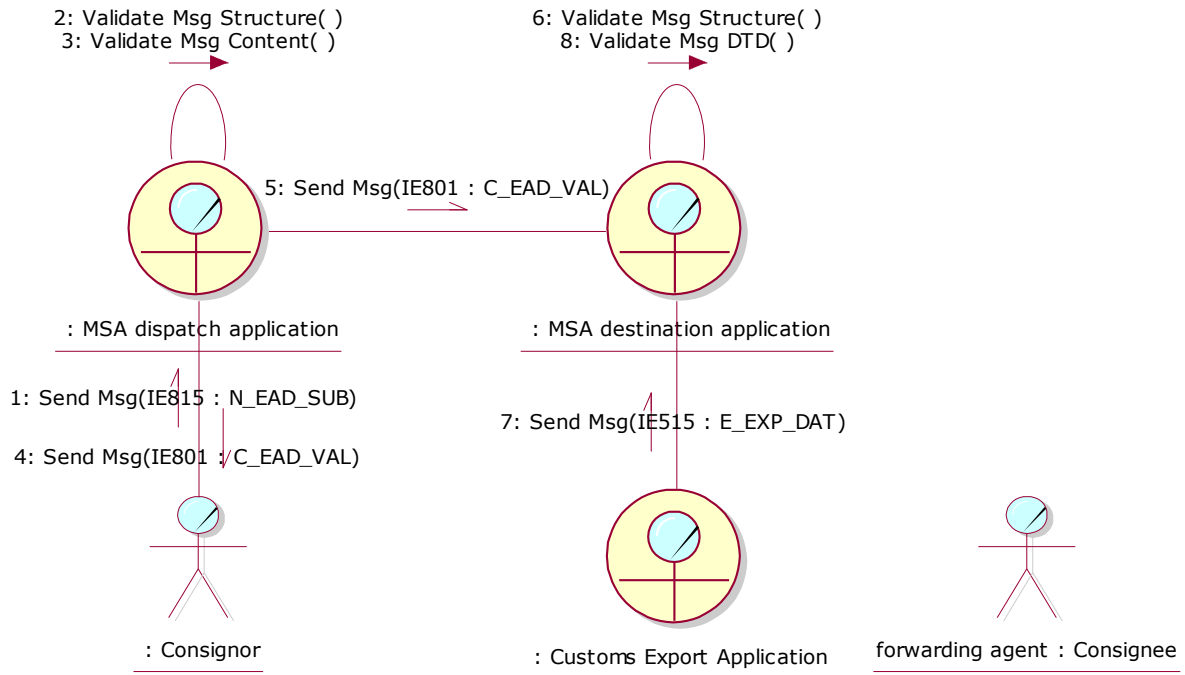 2: Validate Msg Structure( )
3: Validate Msg Content( )
6: Validate Msg Structure( )
8: Validate Msg DTD( )
5: Send Msg(IE801 : C_EAD_VAL)
: MSA dispatch application
: MSA destination application
1: Send Msg(IE815 : N_EAD_SUB)
7: Send Msg(IE515 : E_EXP_DAT)
4: Send Msg(IE801 : C_EAD_VAL)
: Consignor
: Customs Export Application
forwarding agent : Consignee